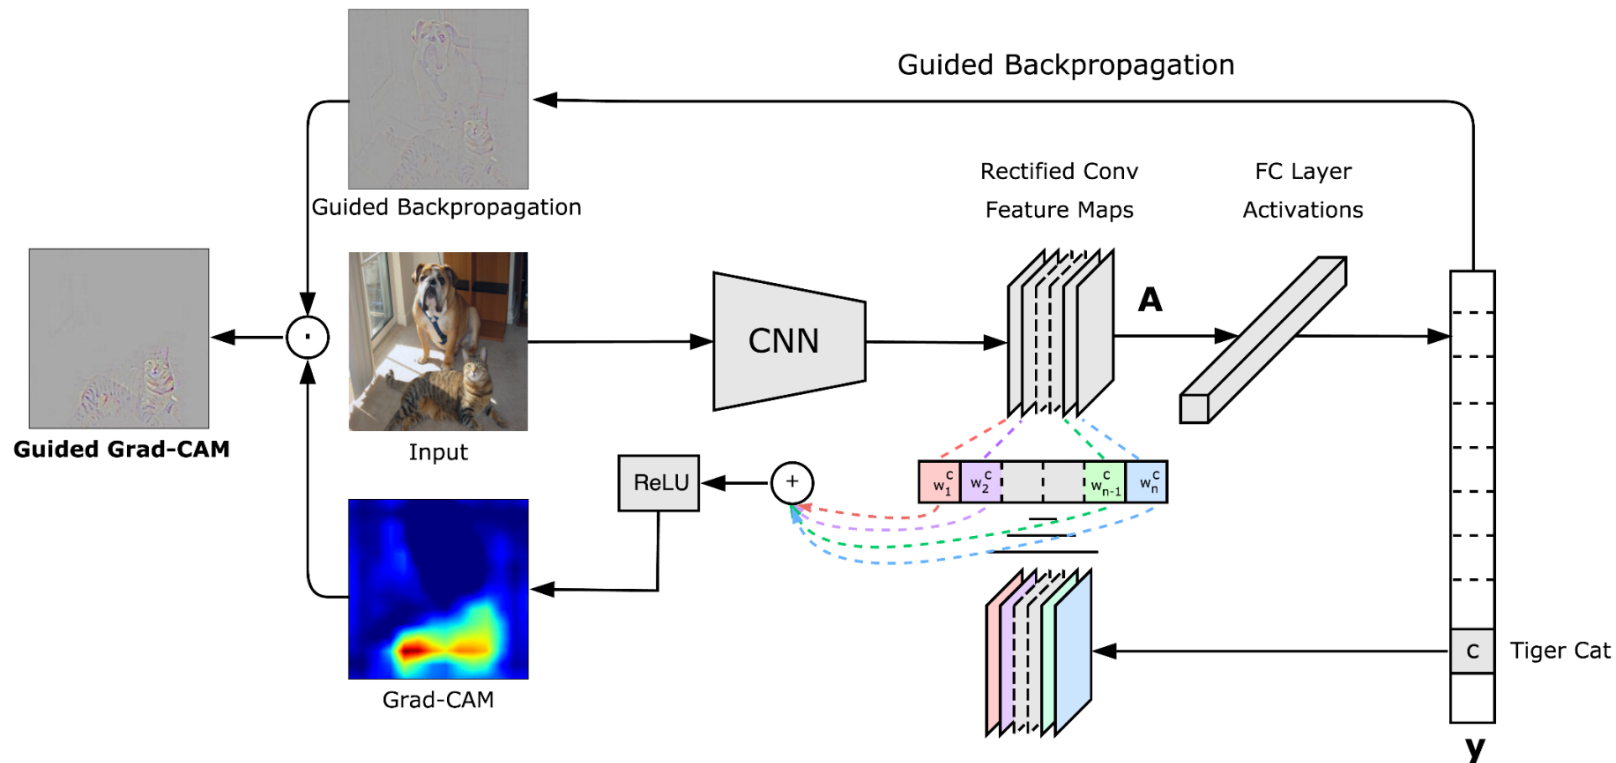 Guided Backpropagation
Rectified Conv
Feature Maps
FC Layer
Activations
Guided Backpropagation
A
CNN
Guided Grad-CAM
Input
ReLU
+
w₁ᶜ
w₂ᶜ
wₙ₋₁ᶜ
wₙᶜ
Grad-CAM
c
Tiger Cat
y